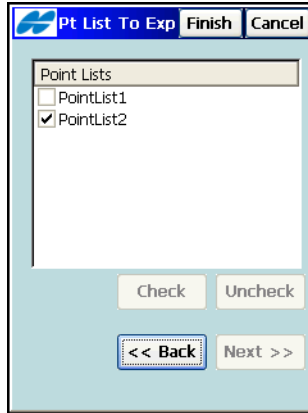 Pt List To Exp Finish Cancel
Point Lists
PointList1
PointList2
Check Uncheck
<< Back Next >>